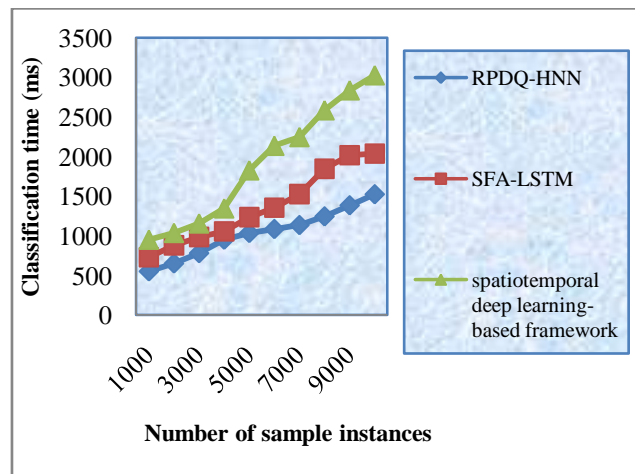 3500
3000
2500
2000
1500
1000
500
0
Classification time (ms)
1000
3000
5000
7000
9000
Number of sample instances
RPDQ-HNN
SFA-LSTM
spatiotemporal
deep learning-
based framework